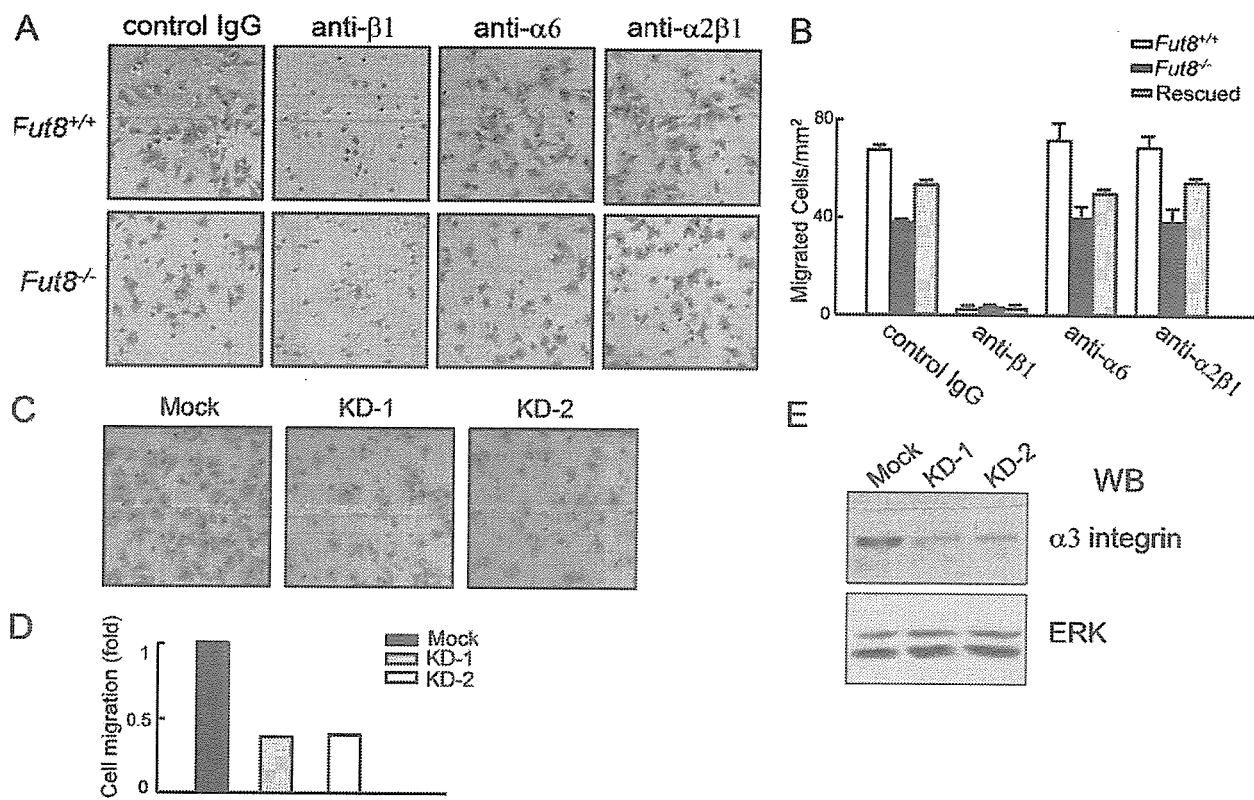 A
control IgG
anti-β1
anti-α6
anti-α2β1
Fut8+/+
Fut8-/-
B
Fut8+/+
Fut8-/-
Rescued
Migrated Cells/mm²
80
40
0
control IgG
anti-β1
anti-α6
anti-α2β1
C
Mock
KD-1
KD-2
D
Cell migration (fold)
1
0.5
0
Mock
KD-1
KD-2
E
Mock
KD-1
KD-2
WB
α3 integrin
ERK